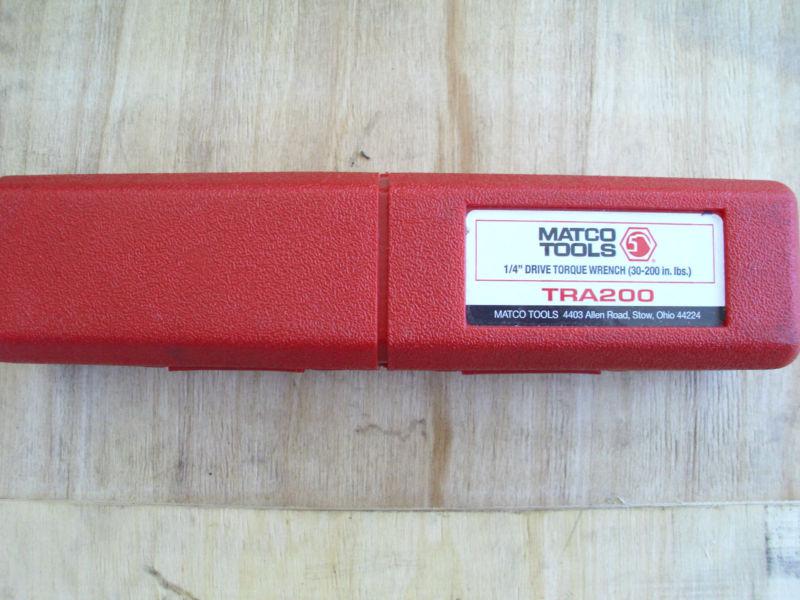 MATCO
TOOLS
1/4" DRIVE TORQUE WRENCH (30-200 in. lbs.)
TRA200
MATCO TOOLS 4403 Allen Road, Stow, Ohio 44224